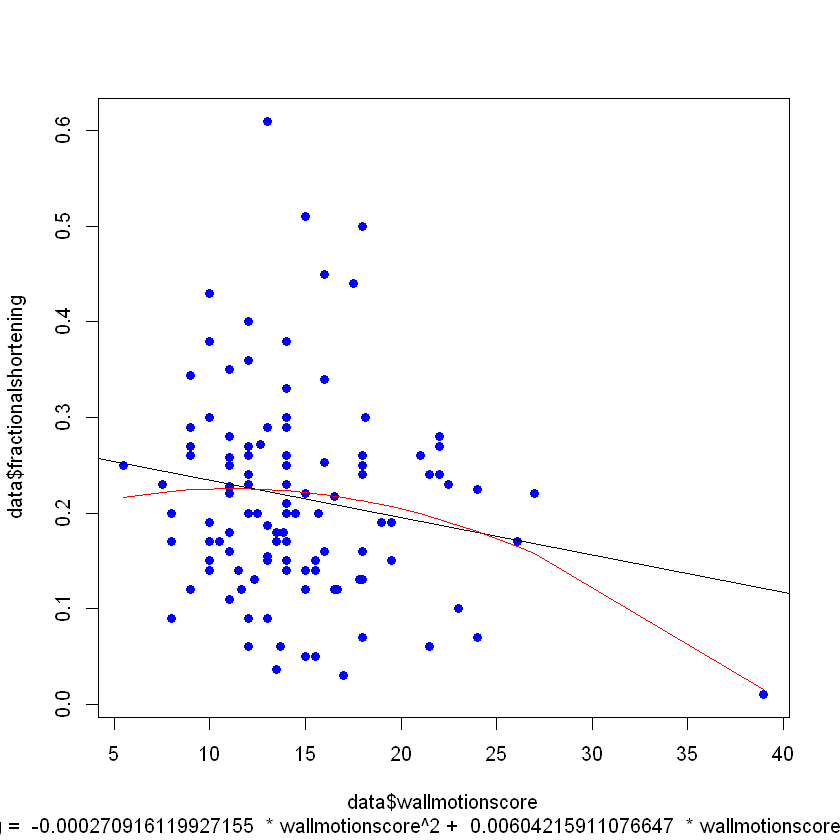 0.6
0.5
0.4
0.3
0.2
0.1
0.0
data$fractionalshortening
5 10 15 20 25 30 35 40
data$wallmotionscore
= -0.000270916119927155 * wallmotionscore^2 + 0.00604215911076647 * wallmotionscore